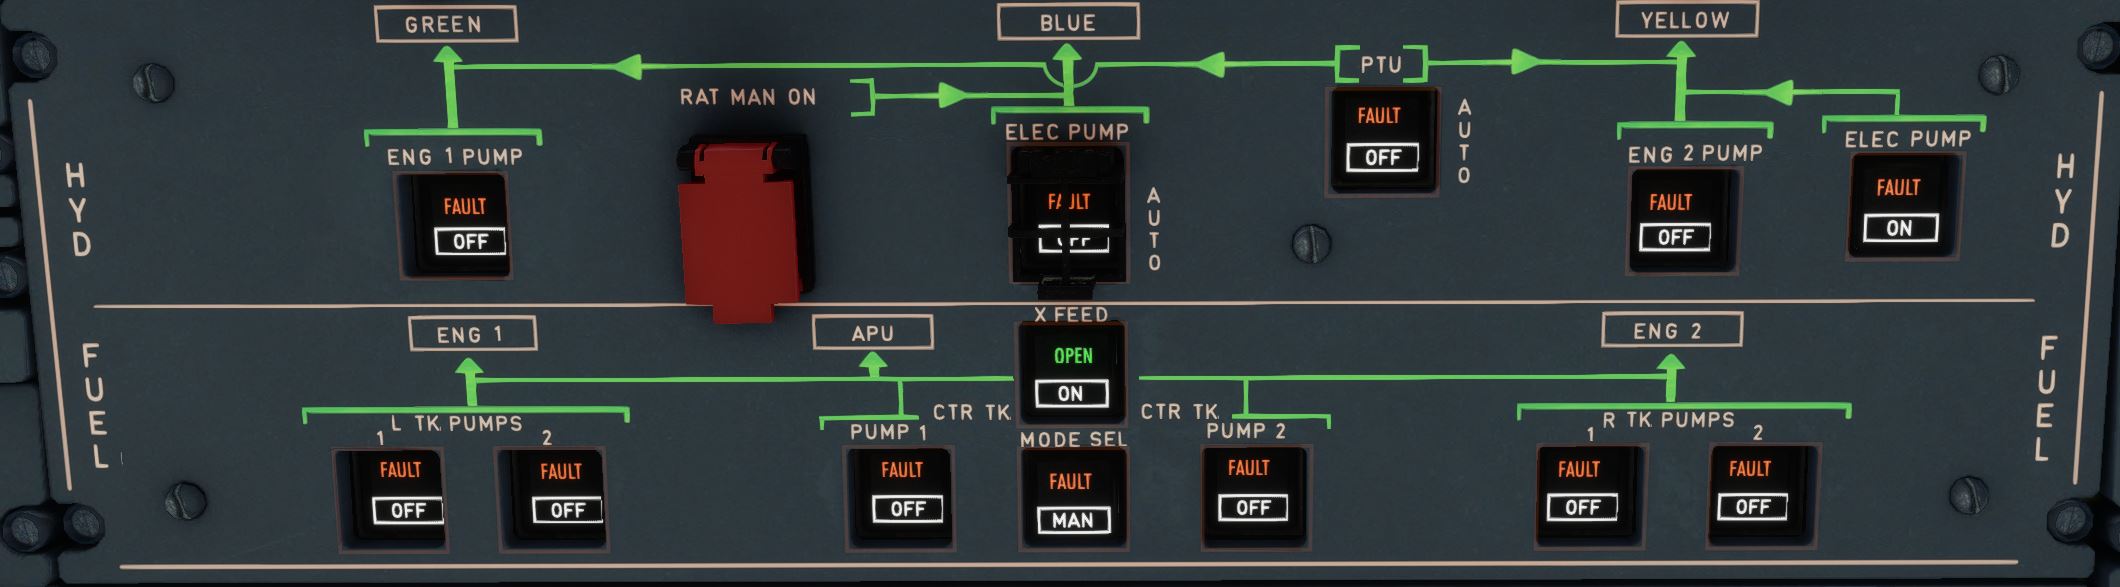 GREEN
BLUE
YELLOW
PTU
RAT MAN ON
ELEC PUMP
ENG 1 PUMP
ENG 2 PUMP
ELEC PUMP
FAULT
OFF
FAULT
OFF
AUTO
FAULT
OFF
AUTO
FAULT
OFF
FAULT
ON
HYD
HYD
ENG 1
APU
X FEED
OPEN
ON
ENG 2
FUEL
FUEL
L TK PUMPS
1
2
CTR TK
PUMP 1
CTR TK
PUMP 2
MODE SEL
R TK PUMPS
1
2
FAULT
OFF
FAULT
OFF
FAULT
OFF
FAULT
MAN
FAULT
OFF
FAULT
OFF
FAULT
OFF